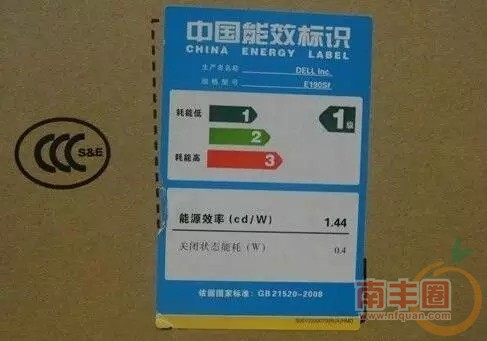 中国能效标识
CHINA ENERGY LABEL
生产者名称 DELL Inc.
规格型号 E190Sf
耗能低
1
1级
2
耗能高
3
CCC S&E
能源效率(cd/W) 1.44
关闭状态能耗(W) 0.4
依据国家标准：GB 21520-2008
南丰圈
www.nfquan.com